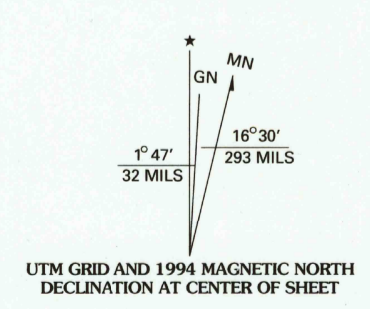 ★
MN
GN
1° 47′
32 MILS
16° 30′
293 MILS
UTM GRID AND 1994 MAGNETIC NORTH
DECLINATION AT CENTER OF SHEET